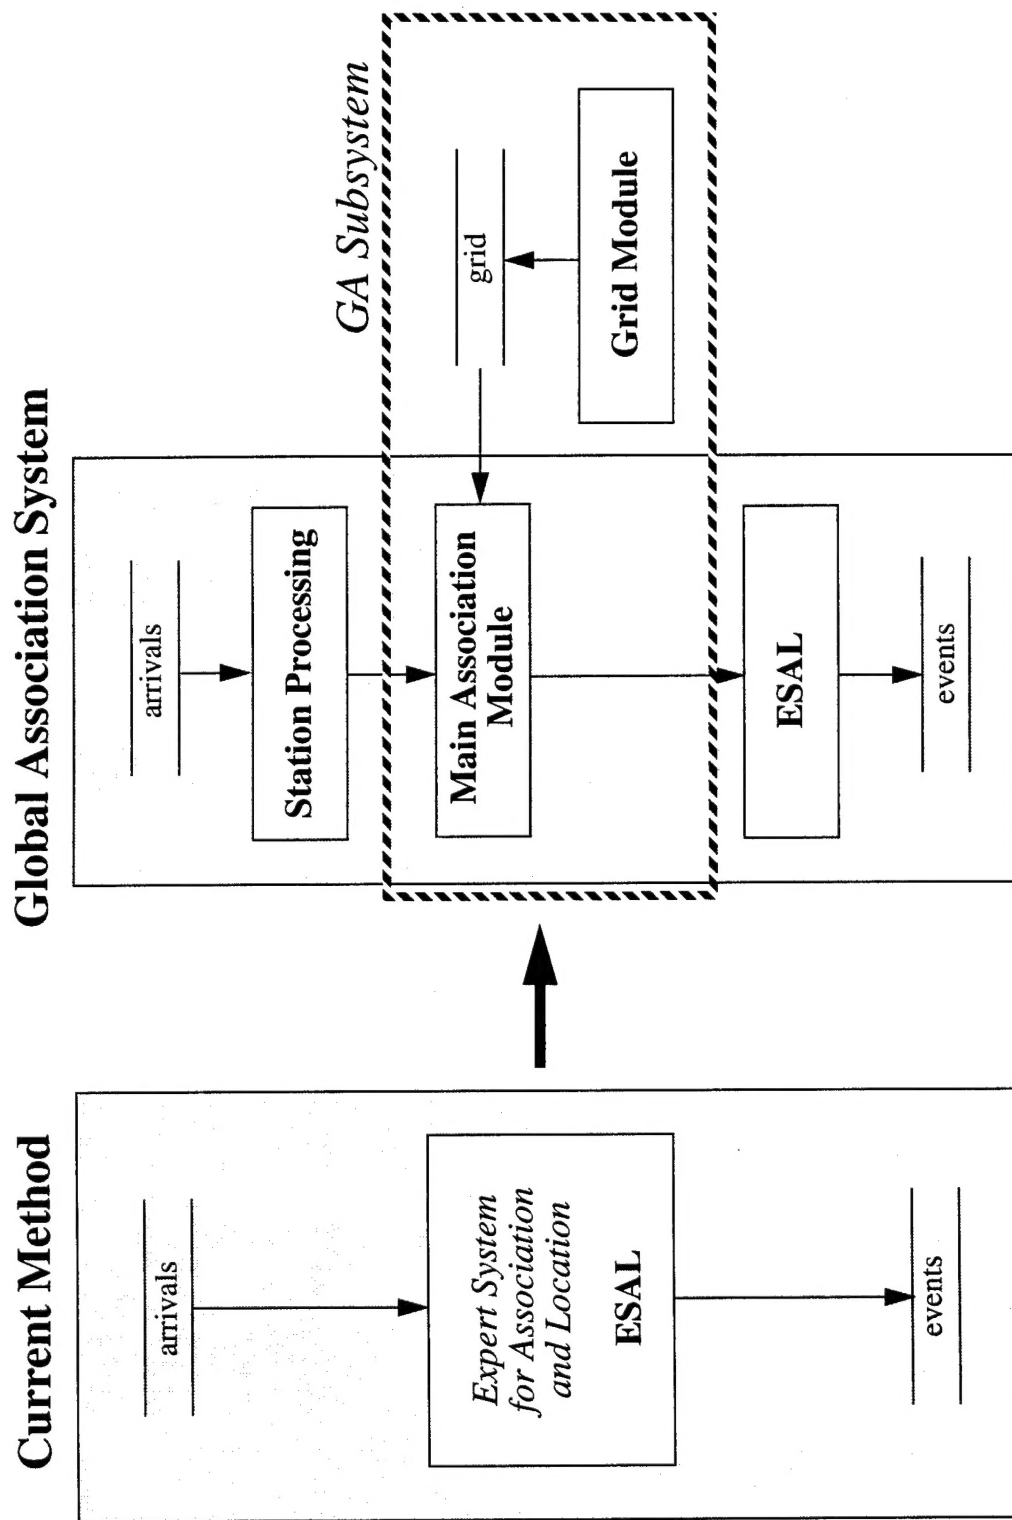 Current Method
arrivals
Expert System
for Association
and Location
ESAL
events
Global Association System
arrivals
Station Processing
Main Association
Module
ESAL
events
GA Subsystem
grid
Grid Module